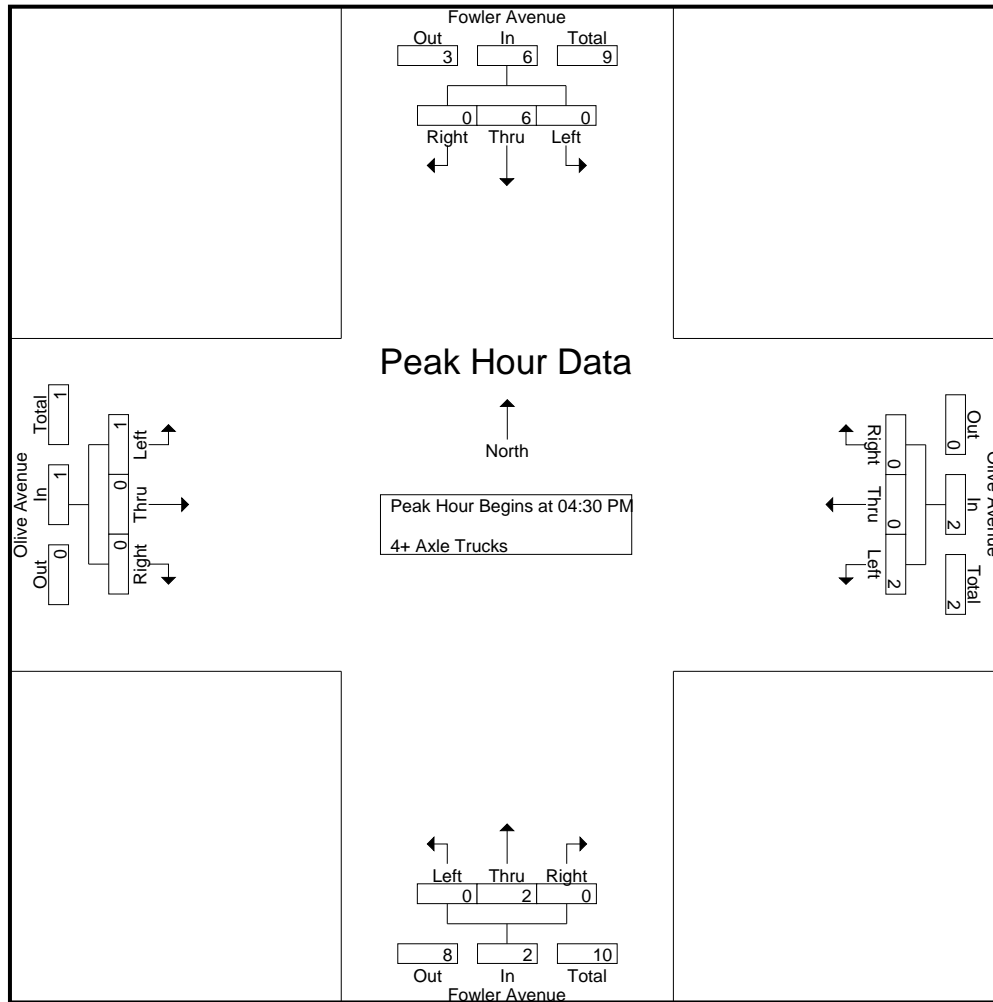 Fowler Avenue
Out In Total
3 6 9
0 6 0
Right Thru Left
Peak Hour Data
North
Peak Hour Begins at 04:30 PM
4+ Axle Trucks
Olive Avenue
Out In Total
0 1 1
Right Thru Left
0 0 1
Olive Avenue
Out In Total
0 2 2
Right Thru Left
0 0 2
Left Thru Right
0 2 0
8 2 10
Out In Total
Fowler Avenue